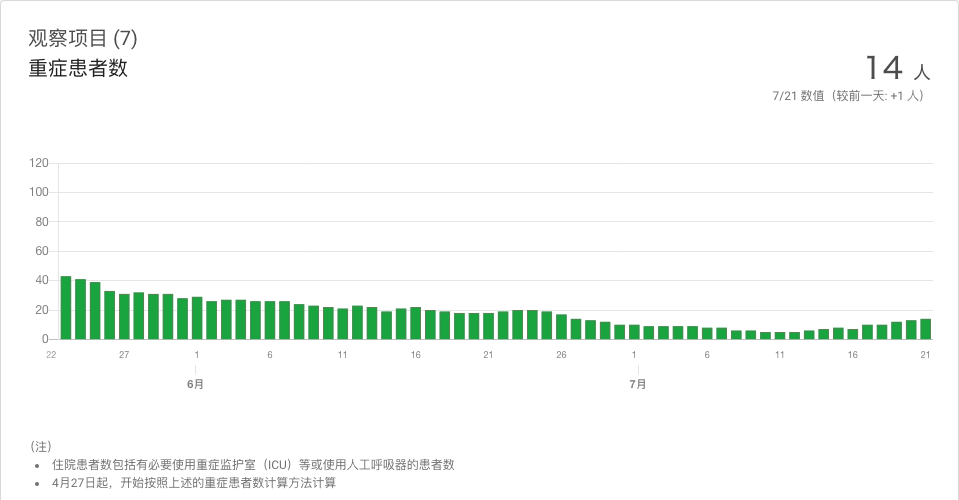 观察项目 (7)
重症患者数
14 人
7/21 数值（较前一天: +1 人）
120
100
80
60
40
20
0
22 27 1 6 11 16 21 26 1 6 11 16 21
6月 7月
（注）
• 住院患者数包括有必要使用重症监护室（ICU）等或使用人工呼吸器的患者数
• 4月27日起，开始按照上述的重症患者数计算方法计算